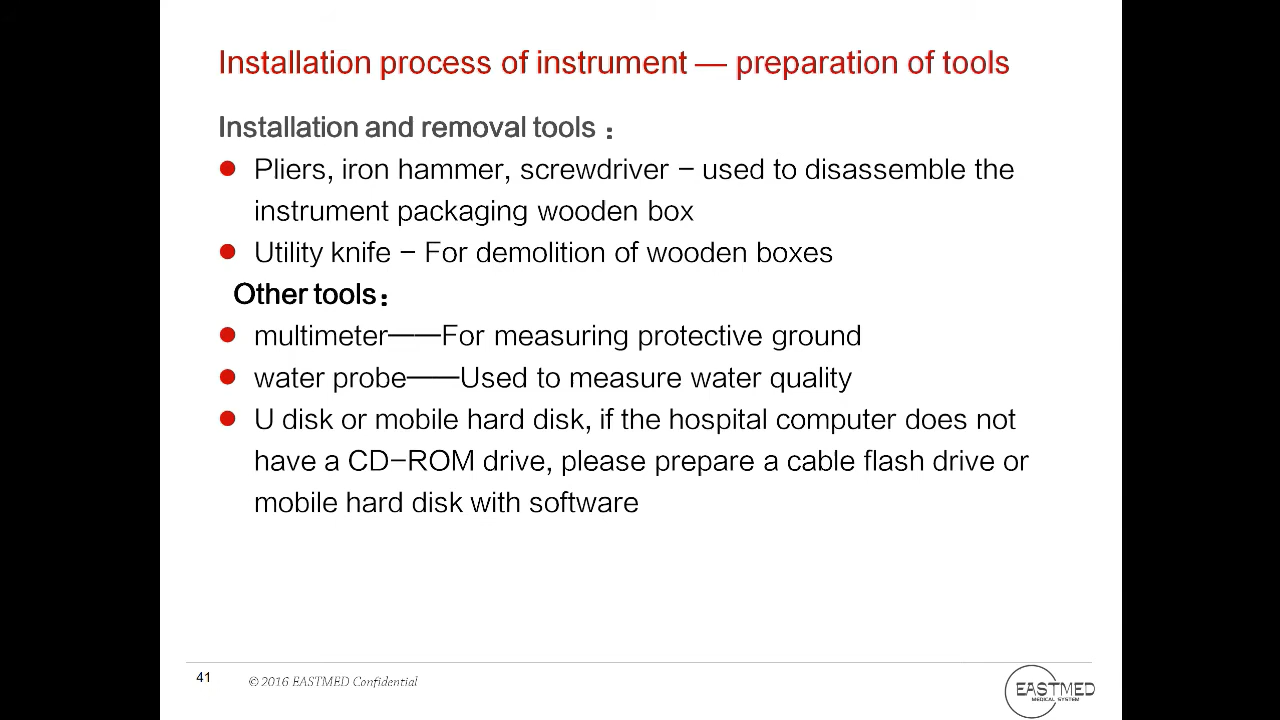 Installation process of instrument — preparation of tools
Installation and removal tools：
Pliers, iron hammer, screwdriver – used to disassemble the
instrument packaging wooden box
Utility knife – For demolition of wooden boxes
Other tools：
multimeter——For measuring protective ground
water probe——Used to measure water quality
U disk or mobile hard disk, if the hospital computer does not
have a CD-ROM drive, please prepare a cable flash drive or
mobile hard disk with software
41
© 2016 EASTMED Confidential
EASTMED
MEDICAL SYSTEM